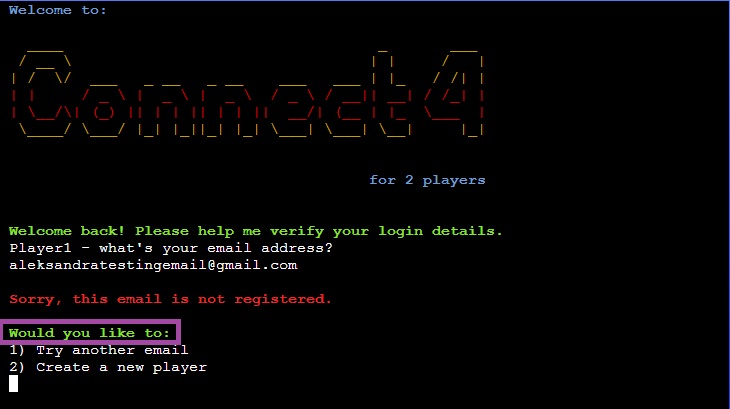 Welcome to:
Connect4
for 2 players
Welcome back! Please help me verify your login details.
Player1 - what's your email address?
aleksandratestingemail@gmail.com
Sorry, this email is not registered.
Would you like to:
1) Try another email
2) Create a new player